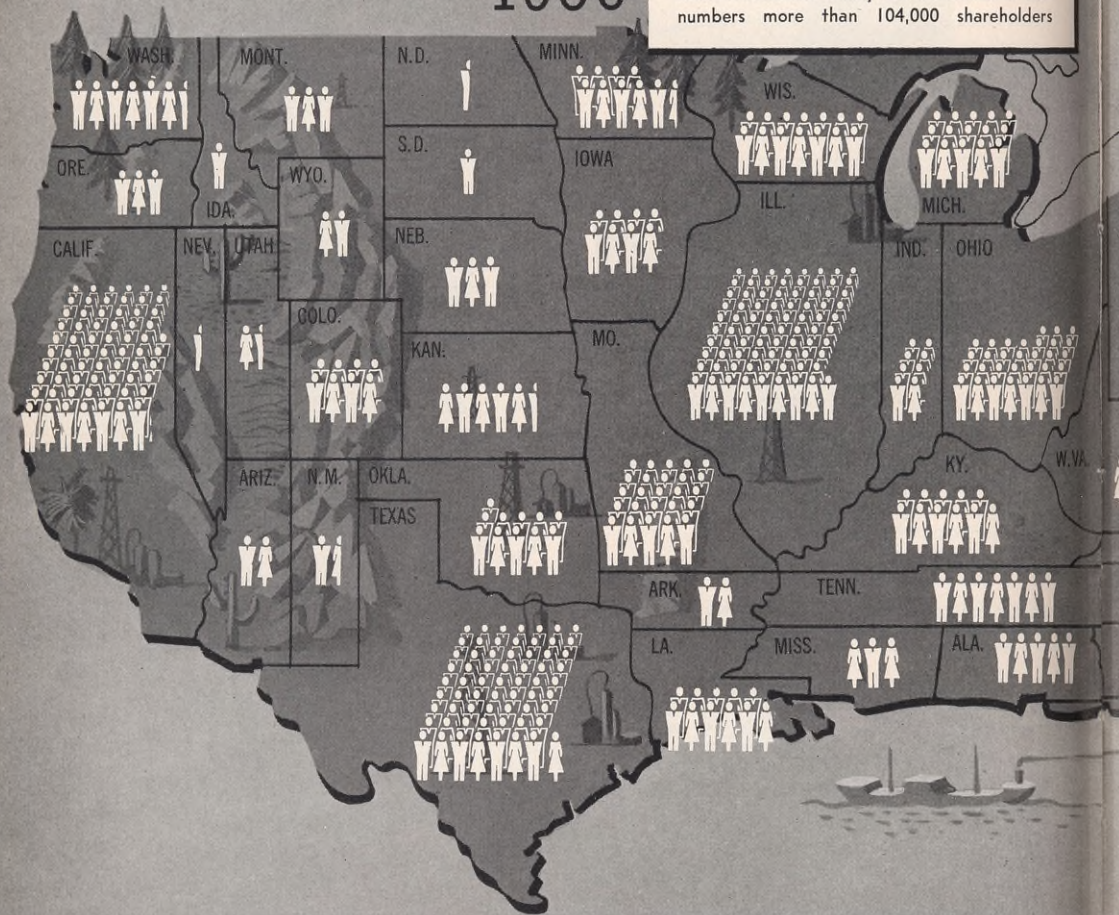 numbers more than 104,000 shareholders
WASH.
MONT.
N.D.
MINN.
WIS.
ORE.
IDA.
WYO.
S.D.
IOWA
ILL.
MICH.
CALIF.
NEV.
UTAH
NEB.
IND.
OHIO
COLO.
KAN.
MO.
ARIZ.
N.M.
OKLA.
TEXAS
KY.
W.VA.
ARK.
TENN.
LA.
MISS.
ALA.